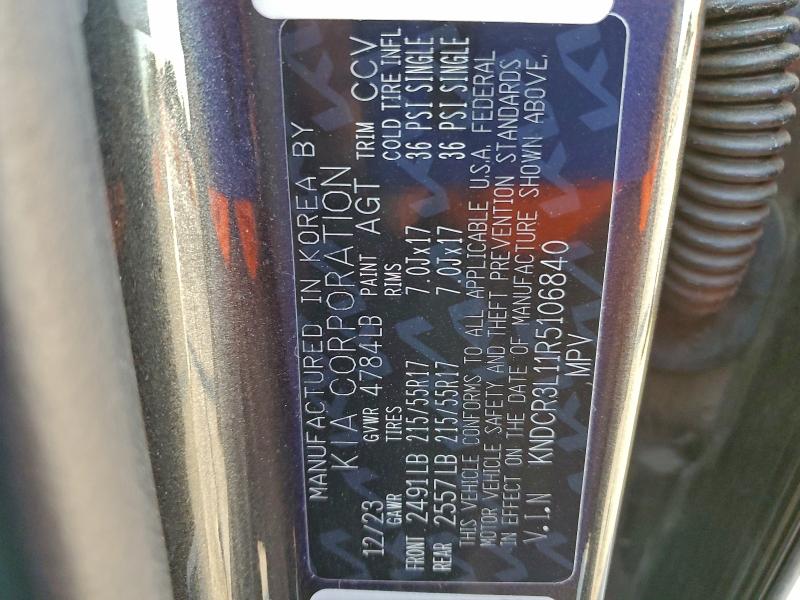 MANUFACTURED IN KOREA BY
KIA CORPORATION
12/23 GVWR 4784LB PAINT AGT TRIM CCV
GAWR TIRES RIMS COLD TIRE INFL
FRONT 2491LB 215/55R17 7.0Jx17 36 PSI SINGLE
REAR 2557LB 215/55R17 7.0Jx17 36 PSI SINGLE
THIS VEHICLE CONFORMS TO ALL APPLICABLE U.S.A. FEDERAL
MOTOR VEHICLE SAFETY AND THEFT PREVENTION STANDARDS
IN EFFECT ON THE DATE OF MANUFACTURE SHOWN ABOVE.
V.I.N KNDCR3L11R5106840
MPV